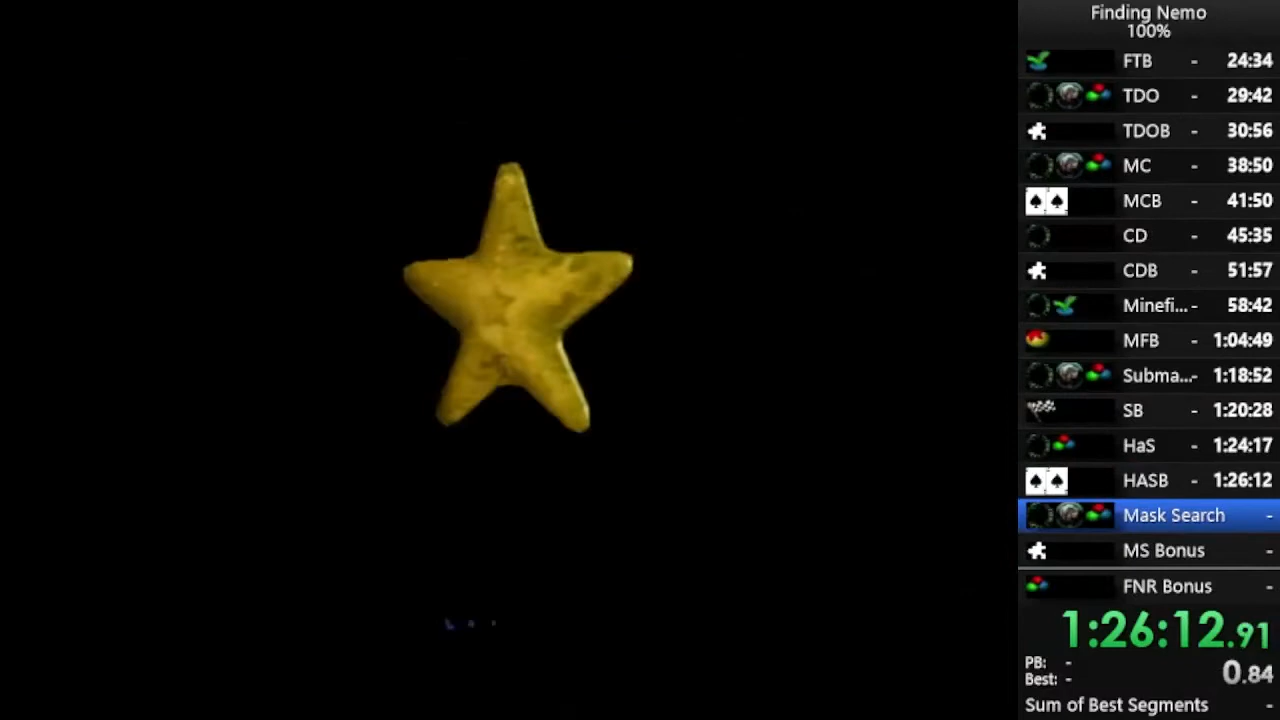 Finding Nemo
100%
FTB - 24:34
TDO - 29:42
TDOB - 30:56
MC - 38:50
MCB - 41:50
CD - 45:35
CDB - 51:57
Minefi...- 58:42
MFB - 1:04:49
Subma...- 1:18:52
SB - 1:20:28
HaS - 1:24:17
HASB - 1:26:12
Mask Search -
MS Bonus -
FNR Bonus -
1:26:12.91
PB: -
Best: - 0.84
Sum of Best Segments -